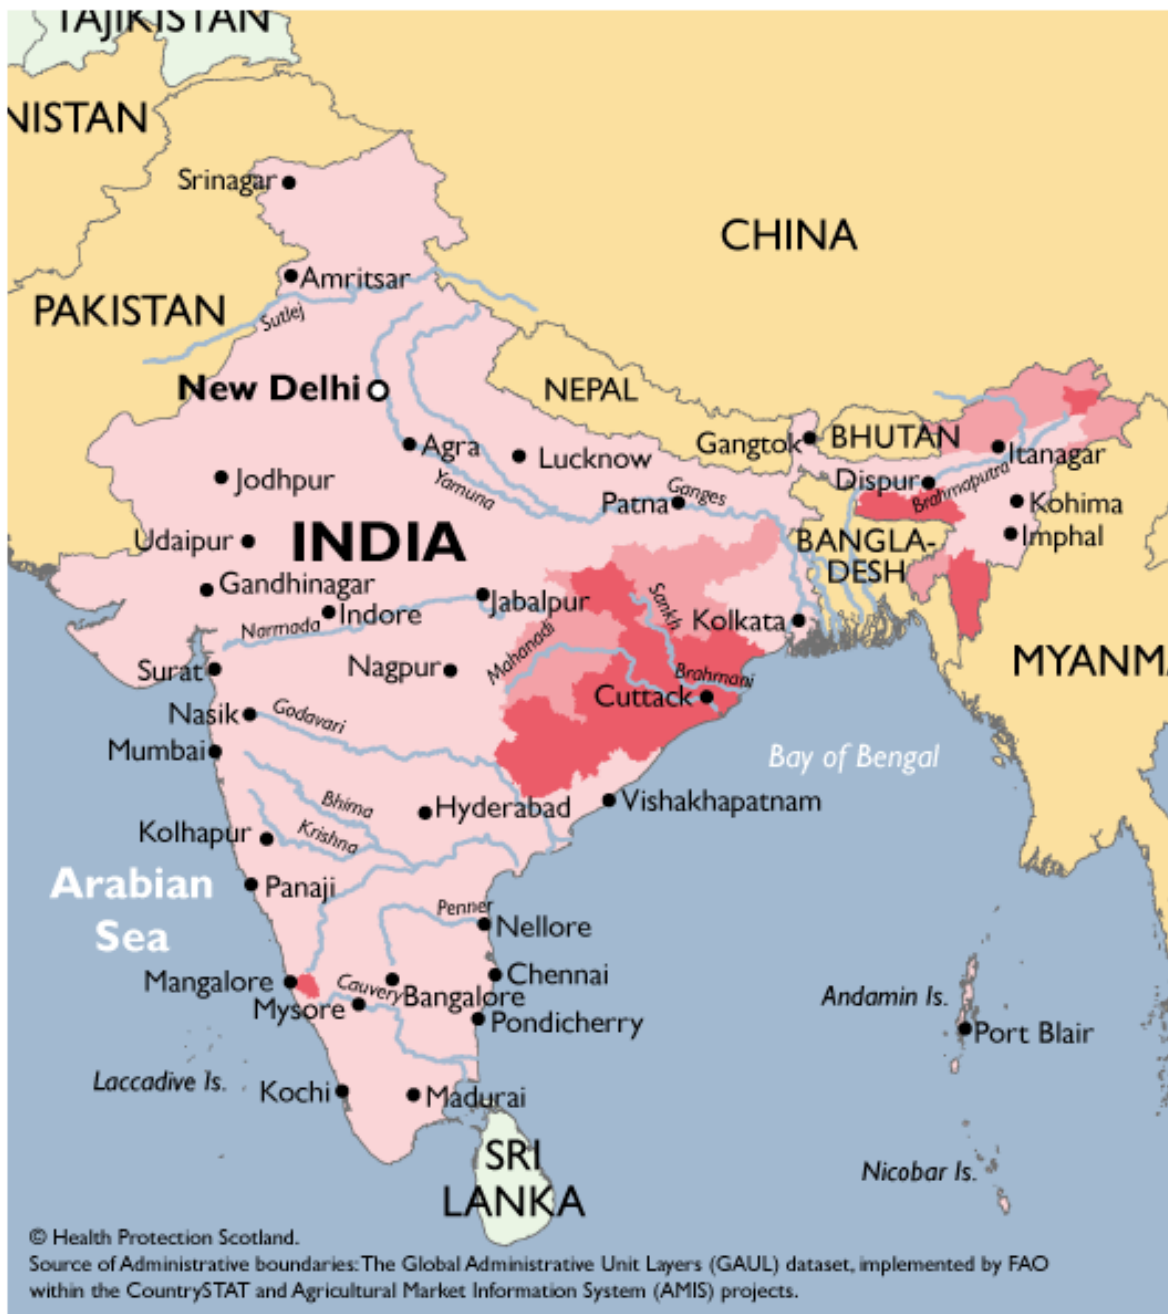 TAJIKISTAN
NISTAN
Srinagar
CHINA
Amritsar
PAKISTAN
Sutlej
New Delhi
NEPAL
Gangtok
BHUTAN
Agra
Lucknow
Itanagar
Jodhpur
Yamuna
Patna
Ganges
Dispur
Brahmaputra
Kohima
Udaipur
INDIA
BANGLA-
DESH
Imphal
Gandhinagar
Indore
Jabalpur
Sankh
Kolkata
Narmada
Mahanadi
Surat
Nagpur
Brahmani
MYANMA
Cuttack
Nasik
Godavari
Mumbai
Bay of Bengal
Bhima
Hyderabad
Vishakhapatnam
Kolhapur
Krishna
Arabian
Sea
Panaji
Penner
Nellore
Mangalore
Cauvery
Bangalore
Chennai
Mysore
Pondicherry
Andamin Is.
Port Blair
Laccadive Is.
Kochi
Madurai
SRI
LANKA
Nicobar Is.
© Health Protection Scotland.
Source of Administrative boundaries: The Global Administrative Unit Layers (GAUL) dataset, implemented by FAO
within the CountrySTAT and Agricultural Market Information System (AMIS) projects.